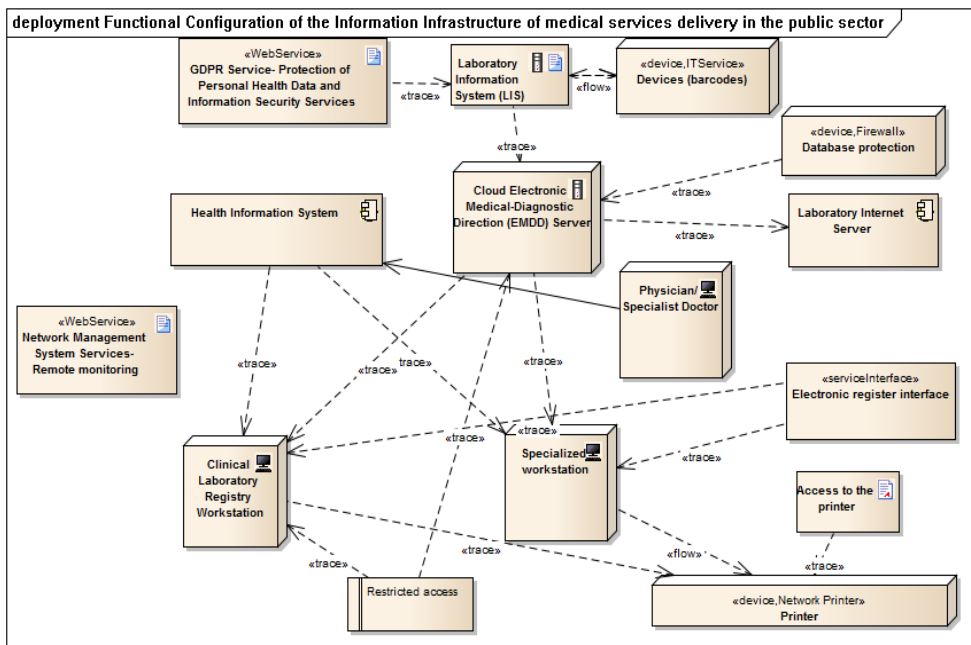 deployment Functional Configuration of the Information Infrastructure of medical services delivery in the public sector
«WebService»
GDPR Service- Protection of
Personal Health Data and
Information Security Services
«trace»
Laboratory
Information
System (LIS)
«flow»
«device,ITService»
Devices (barcodes)
«trace»
«device,Firewall»
Database protection
«trace»
Health Information System
Cloud Electronic
Medical-Diagnostic
Direction (EMDD) Server
«trace»
Laboratory Internet
Server
Physician/
Specialist Doctor
«WebService»
Network Management
System Services-
Remote monitoring
«trace»
«trace»
trace»
«trace»
«serviceInterface»
Electronic register interface
«trace»
«trace»
«trace»
Clinical
Laboratory
Registry
Workstation
Specialized
workstation
Access to the
printer
«trace»
«flow»
«trace»
«trace»
Restricted access
«device,Network Printer»
Printer